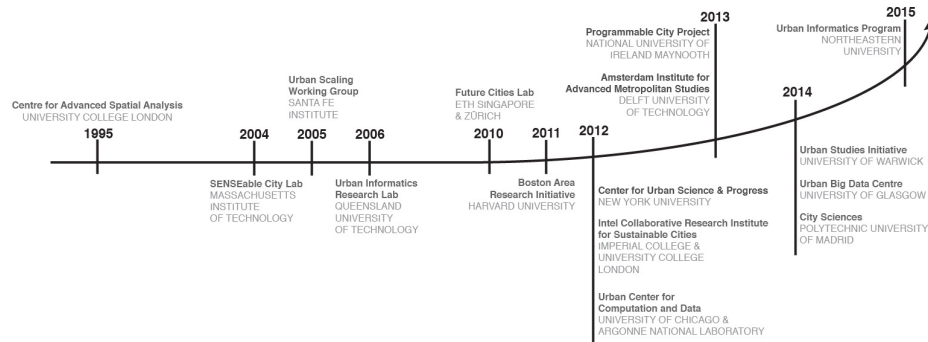 Centre for Advanced Spatial Analysis
UNIVERSITY COLLEGE LONDON
1995
2004
SENSEable City Lab
MASSACHUSETTS
INSTITUTE
OF TECHNOLOGY
Urban Scaling
Working Group
SANTA FE
INSTITUTE
2005
2006
Urban Informatics
Research Lab
QUEENSLAND
UNIVERSITY
OF TECHNOLOGY
Future Cities Lab
ETH SINGAPORE
& ZÜRICH
2010
2011
Boston Area
Research Initiative
HARVARD UNIVERSITY
2012
Center for Urban Science & Progress
NEW YORK UNIVERSITY
Intel Collaborative Research Institute
for Sustainable Cities
IMPERIAL COLLEGE &
UNIVERSITY COLLEGE
LONDON
Urban Center for
Computation and Data
UNIVERSITY OF CHICAGO &
ARGONNE NATIONAL LABORATORY
2013
Programmable City Project
NATIONAL UNIVERSITY OF
IRELAND MAYNOOTH
Amsterdam Institute for
Advanced Metropolitan Studies
DELFT UNIVERSITY
OF TECHNOLOGY
2014
Urban Studies Initiative
UNIVERSITY OF WARWICK
Urban Big Data Centre
UNIVERSITY OF GLASGOW
City Sciences
POLYTECHNIC UNIVERSITY
OF MADRID
2015
Urban Informatics Program
NORTHEASTERN
UNIVERSITY